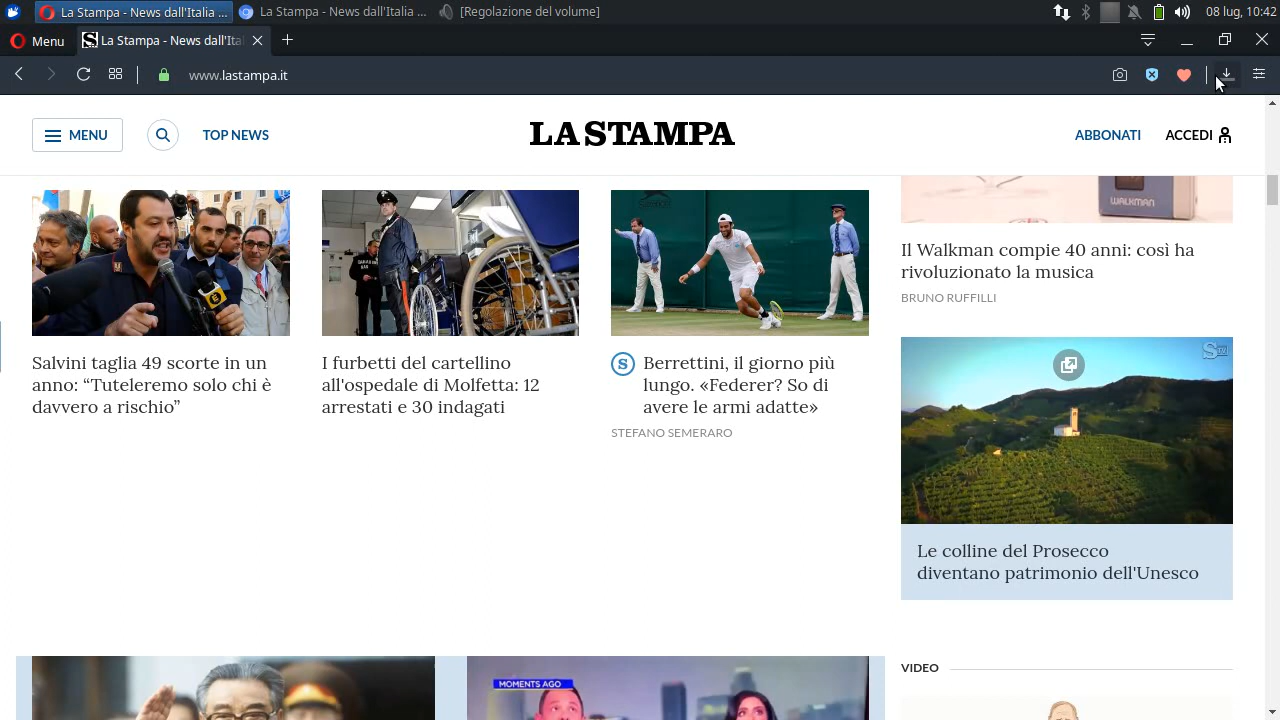 La Stampa - News dall'Italia ...
La Stampa - News dall'Italia ...
[Regolazione del volume]
08 lug, 10:42
Menu
La Stampa - News dall'Ital
www.lastampa.it
MENU
TOP NEWS
LA STAMPA
ABBONATI
ACCEDI
WALKMAN
Il Walkman compie 40 anni: così ha
rivoluzionato la musica
BRUNO RUFFILLI
Salvini taglia 49 scorte in un
anno: “Tuteleremo solo chi è
davvero a rischio”
I furbetti del cartellino
all'ospedale di Molfetta: 12
arrestati e 30 indagati
S
Berrettini, il giorno più
lungo. «Federer? So di
avere le armi adatte»
STEFANO SEMERARO
Le colline del Prosecco
diventano patrimonio dell'Unesco
VIDEO
MOMENTS AGO